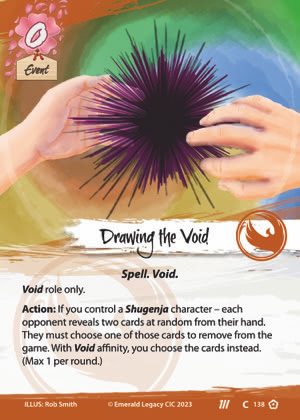 0
Event
Drawing the Void
Spell. Void.
Void role only.
Action: If you control a Shugenja character – each
opponent reveals two cards at random from their hand.
They must choose one of those cards to remove from the
game. With Void affinity, you choose the cards instead.
(Max 1 per round.)
ILLUS: Rob Smith © Emerald Legacy CIC 2023 C 138